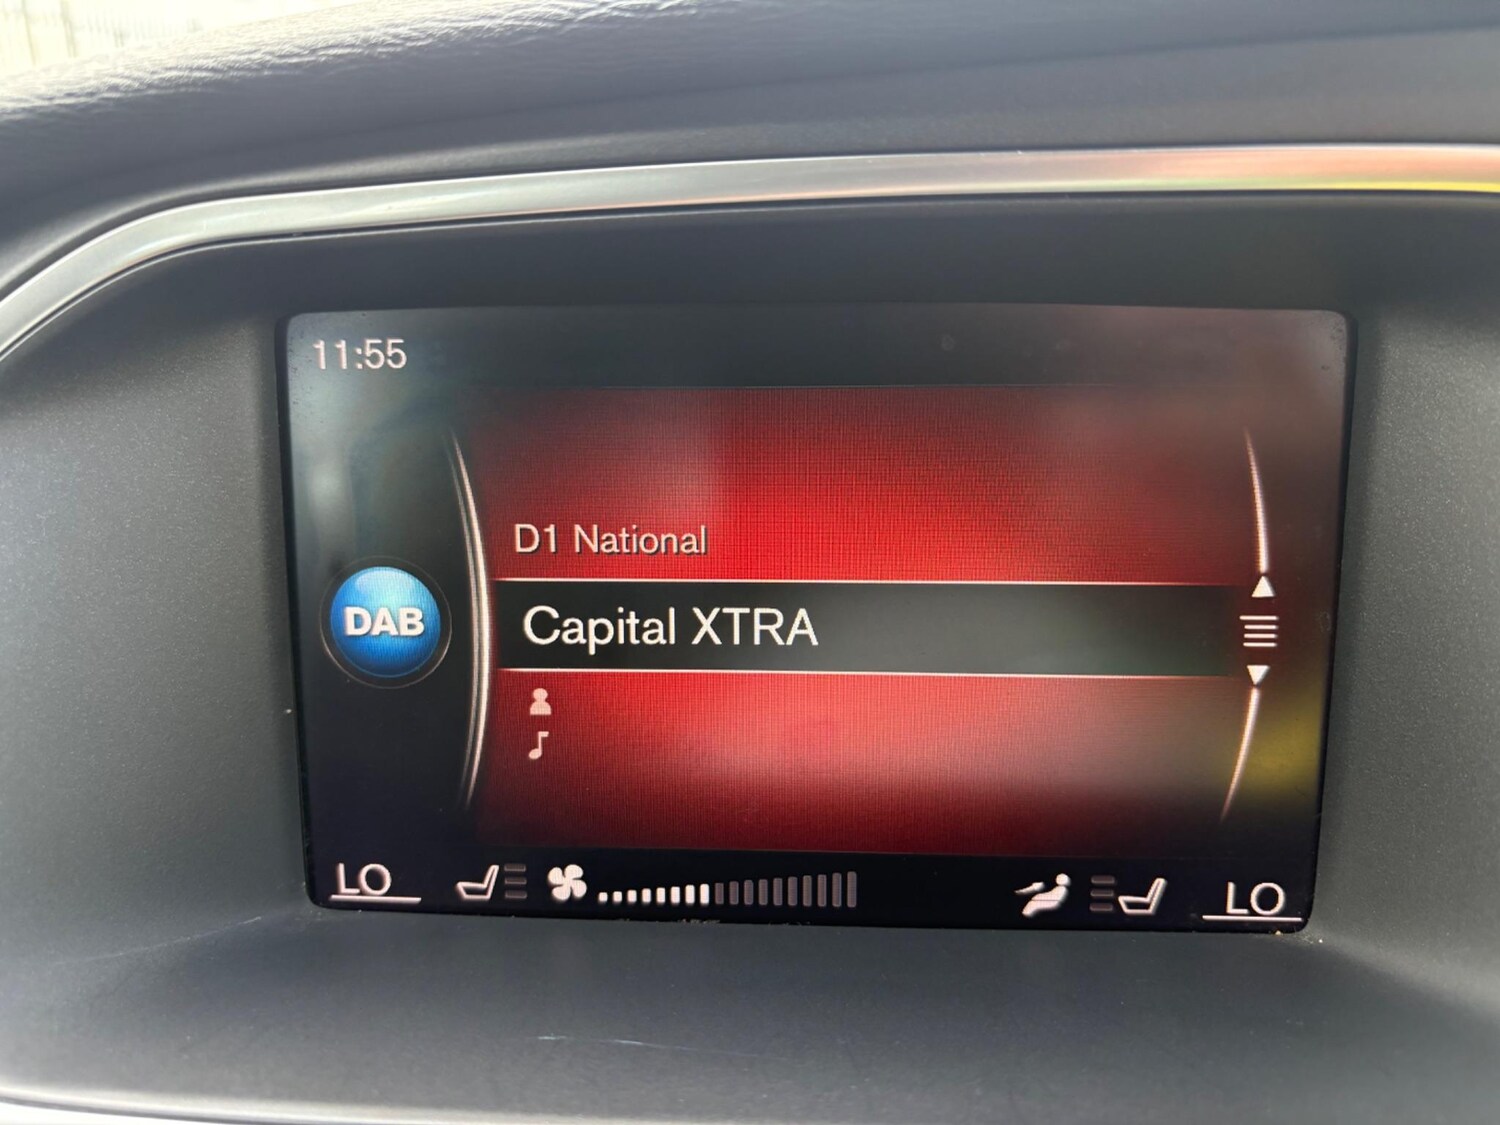 11:55
D1 National
DAB
Capital XTRA
LO
LO